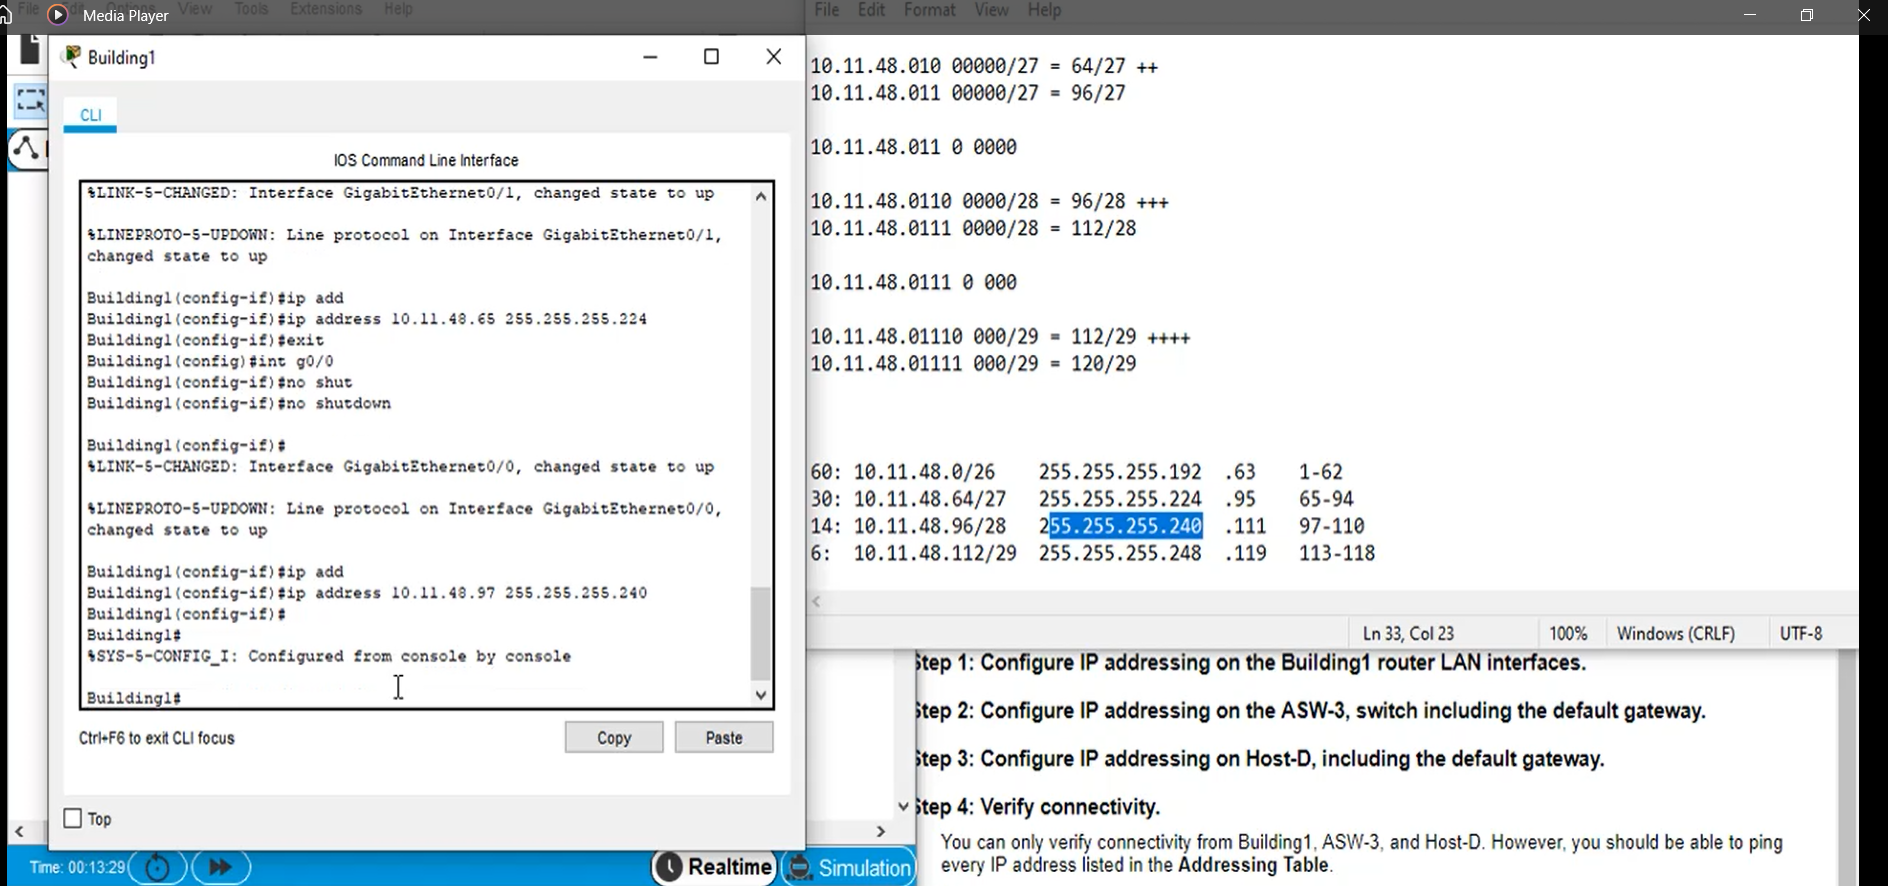 Media Player
File Edit Options View Tools Extensions Help
Building1
CLI
IOS Command Line Interface
%LINK-5-CHANGED: Interface GigabitEthernet0/1, changed state to up
%LINEPROTO-5-UPDOWN: Line protocol on Interface GigabitEthernet0/1,
changed state to up
Building1(config-if)#ip add
Building1(config-if)#ip address 10.11.48.65 255.255.255.224
Building1(config-if)#exit
Building1(config)#int g0/0
Building1(config-if)#no shut
Building1(config-if)#no shutdown
Building1(config-if)#
%LINK-5-CHANGED: Interface GigabitEthernet0/0, changed state to up
%LINEPROTO-5-UPDOWN: Line protocol on Interface GigabitEthernet0/0,
changed state to up
Building1(config-if)#ip add
Building1(config-if)#ip address 10.11.48.97 255.255.255.240
Building1(config-if)#
Building1#
%SYS-5-CONFIG_I: Configured from console by console
Building1#
Ctrl+F6 to exit CLI focus
Copy
Paste
Top
Time: 00:13:29
Realtime
Simulation
File Edit Format View Help
10.11.48.010 00000/27 = 64/27 ++
10.11.48.011 00000/27 = 96/27
10.11.48.011 0 0000
10.11.48.0110 0000/28 = 96/28 +++
10.11.48.0111 0000/28 = 112/28
10.11.48.0111 0 000
10.11.48.01110 000/29 = 112/29 ++++
10.11.48.01111 000/29 = 120/29
60: 10.11.48.0/26 255.255.255.192 .63 1-62
30: 10.11.48.64/27 255.255.255.224 .95 65-94
14: 10.11.48.96/28 255.255.255.240 .111 97-110
6: 10.11.48.112/29 255.255.255.248 .119 113-118
Ln 33, Col 23 100% Windows (CRLF) UTF-8
Step 1: Configure IP addressing on the Building1 router LAN interfaces.
Step 2: Configure IP addressing on the ASW-3, switch including the default gateway.
Step 3: Configure IP addressing on Host-D, including the default gateway.
Step 4: Verify connectivity.
You can only verify connectivity from Building1, ASW-3, and Host-D. However, you should be able to ping
every IP address listed in the Addressing Table.